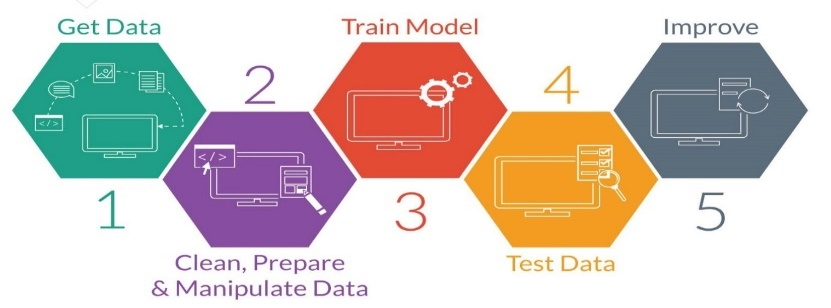 Get Data
1
</>
2
</>
Clean, Prepare
& Manipulate Data
Train Model
3
4
Test Data
Improve
5